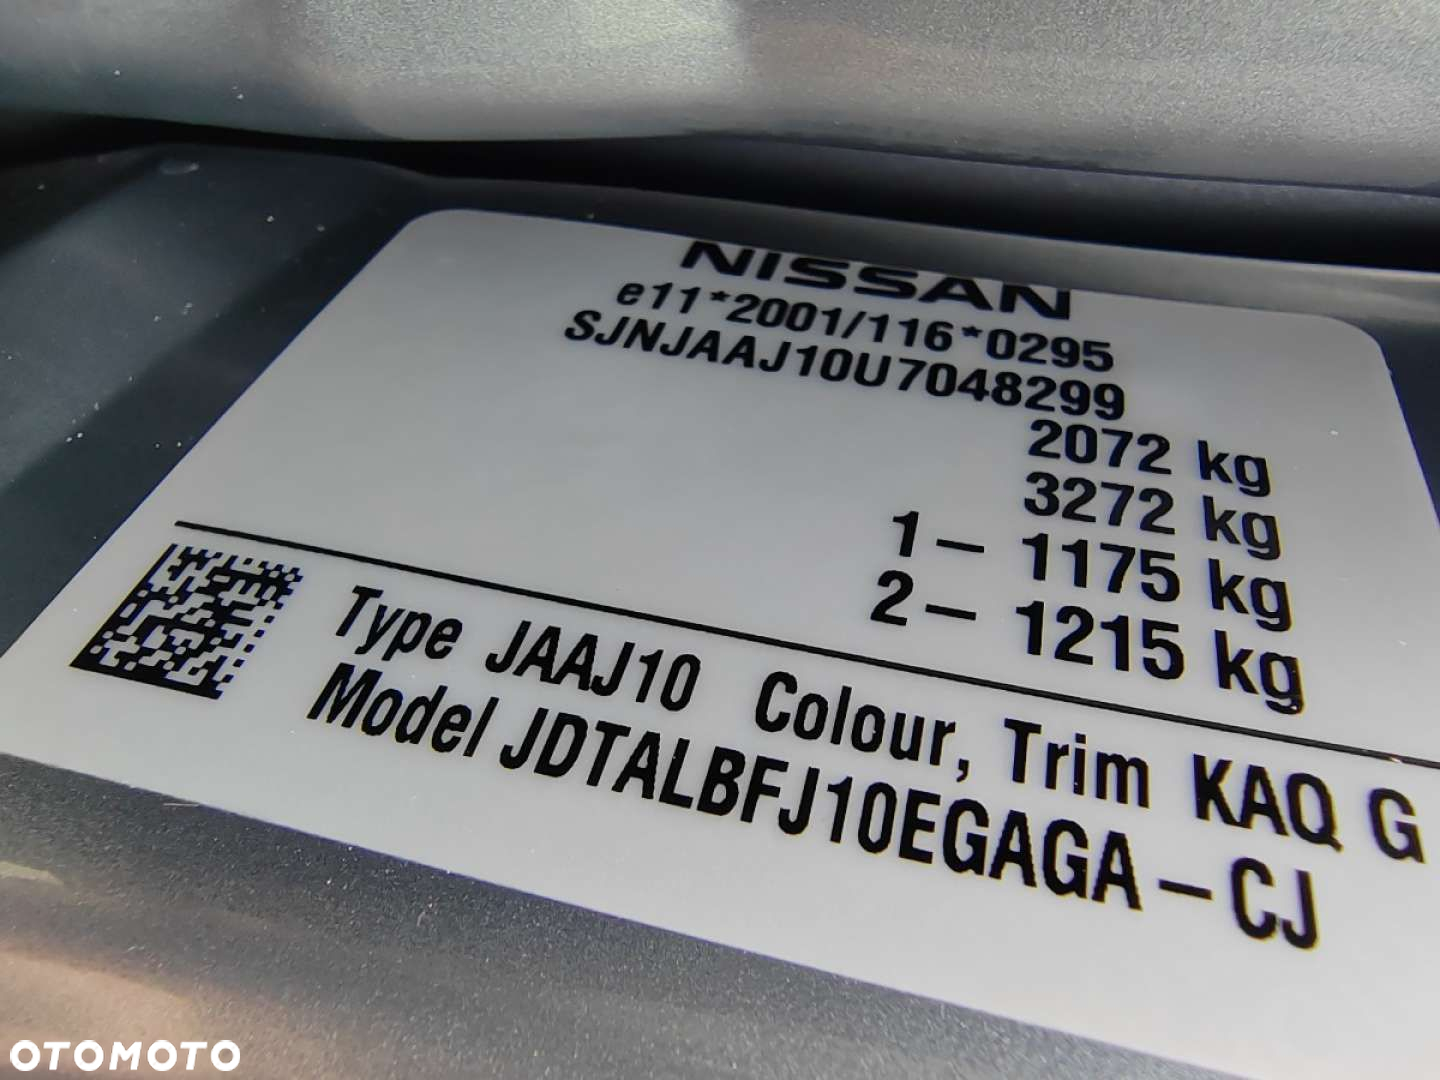 NISSAN
e11*2001/116*0295
SJNJAAJ10U7048299
2072 kg
3272 kg
1 – 1175 kg
2 – 1215 kg
Type JAAJ10 Colour, Trim KAQ G
Model JDTALBFJ10EGAGA – CJ
OTOMOTO